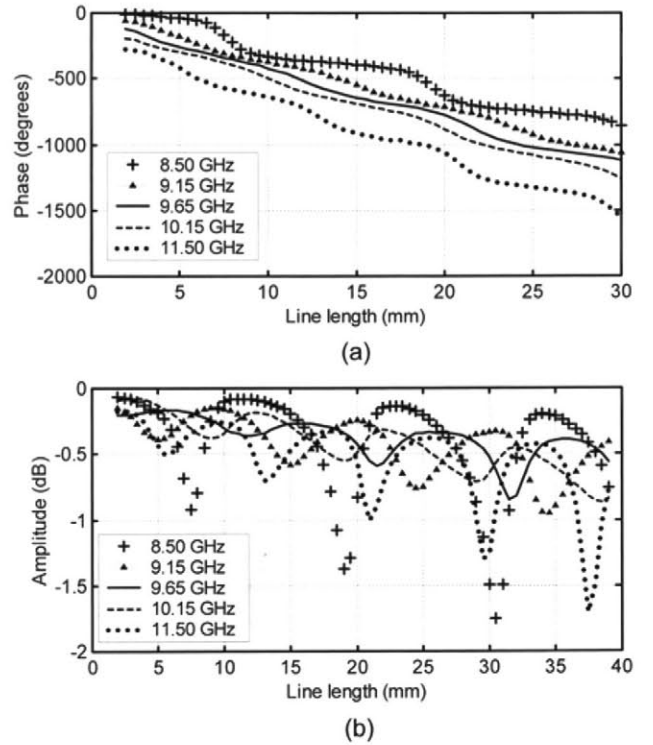 0
-500
-1000
-1500
-2000
Phase (degrees)
8.50 GHz
9.15 GHz
9.65 GHz
10.15 GHz
11.50 GHz
0 5 10 15 20 25 30
Line length (mm)
(a)
0
-0.5
-1
-1.5
-2
Amplitude (dB)
8.50 GHz
9.15 GHz
9.65 GHz
10.15 GHz
11.50 GHz
0 5 10 15 20 25 30 35 40
Line length (mm)
(b)